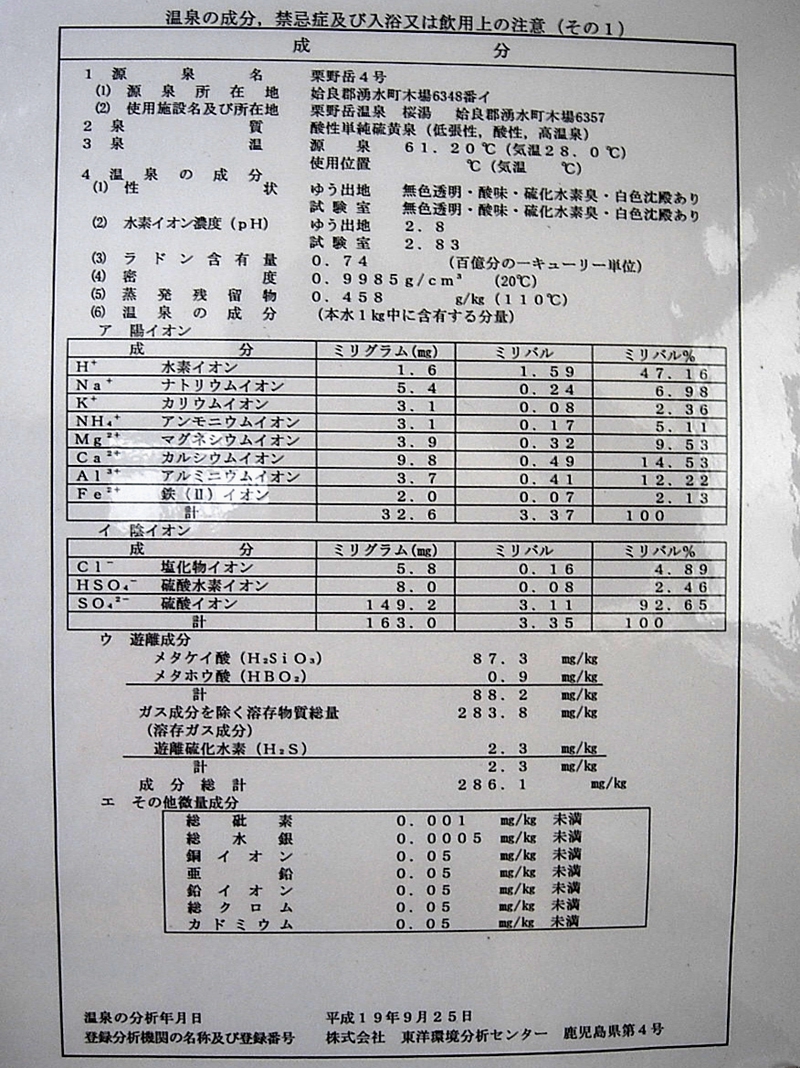 温泉の成分，禁忌症及び入浴又は飲用上の注意（その１）
成 分
１ 源泉名 栗野岳４号
⑴ 源泉所在地 姶良郡湧水町木場6348番イ
⑵ 使用施設名及び所在地 栗野岳温泉 桜湯 姶良郡湧水町木場6357
２ 泉質 酸性単純硫黄泉（低張性，酸性，高温泉）
３ 泉温 源泉 ６１．２０℃（気温２８．０℃）
使用位置 ℃（気温 ℃）
４ 温泉の成分
⑴ 性状 ゆう出地 無色透明・酸味・硫化水素臭・白色沈殿あり
試験室 無色透明・酸味・硫化水素臭・白色沈殿あり
⑵ 水素イオン濃度（ｐＨ） ゆう出地 ２．８
試験室 ２．８３
⑶ ラドン含有量 ０．７４ （百億分の一キューリー単位）
⑷ 密度 ０．９９８５ｇ／ｃｍ³ （20℃）
⑸ 蒸発残留物 ０．４５８ g/kg（１１０℃）
⑹ 温泉の成分 （本水１kg中に含有する分量）
ア 陽イオン
成 分 ミリグラム(mg) ミリバル ミリバル％
Ｈ⁺ 水素イオン １．６ １．５９ ４７．１６
Ｎａ⁺ ナトリウムイオン ５．４ ０．２４ ６．９８
Ｋ⁺ カリウムイオン ３．１ ０．０８ ２．３６
ＮＨ₄⁺ アンモニウムイオン ３．１ ０．１７ ５．１１
Ｍｇ²⁺ マグネシウムイオン ３．９ ０．３２ ９．５３
Ｃａ²⁺ カルシウムイオン ９．８ ０．４９ １４．５３
Ａｌ³⁺ アルミニウムイオン ３．７ ０．４１ １２．２２
Ｆｅ²⁺ 鉄（Ⅱ）イオン ２．０ ０．０７ ２．１３
計 ３２．６ ３．３７ １００
イ 陰イオン
成 分 ミリグラム(mg) ミリバル ミリバル％
Ｃｌ⁻ 塩化物イオン ５．８ ０．１６ ４．８９
ＨＳＯ₄⁻ 硫酸水素イオン ８．０ ０．０８ ２．４６
ＳＯ₄²⁻ 硫酸イオン １４９．２ ３．１１ ９２．６５
計 １６３．０ ３．３５ １００
ウ 遊離成分
メタケイ酸（Ｈ₂ＳｉＯ₃） ８７．３ mg/kg
メタホウ酸（ＨＢＯ₂） ０．９ mg/kg
計 ８８．２ mg/kg
ガス成分を除く溶存物質総量 ２８３．８ mg/kg
（溶存ガス成分）
遊離硫化水素（Ｈ₂Ｓ） ２．３ mg/kg
計 ２．３ mg/kg
成分総計 ２８６．１ mg/kg
エ その他微量成分
総砒素 ０．００１ mg/kg 未満
総水銀 ０．０００５ mg/kg 未満
銅イオン ０．０５ mg/kg 未満
亜鉛 ０．０５ mg/kg 未満
鉛イオン ０．０５ mg/kg 未満
総クロム ０．０５ mg/kg 未満
カドミウム ０．０５ mg/kg 未満
温泉の分析年月日 平成１９年９月２５日
登録分析機関の名称及び登録番号 株式会社 東洋環境分析センター 鹿児島県第４号